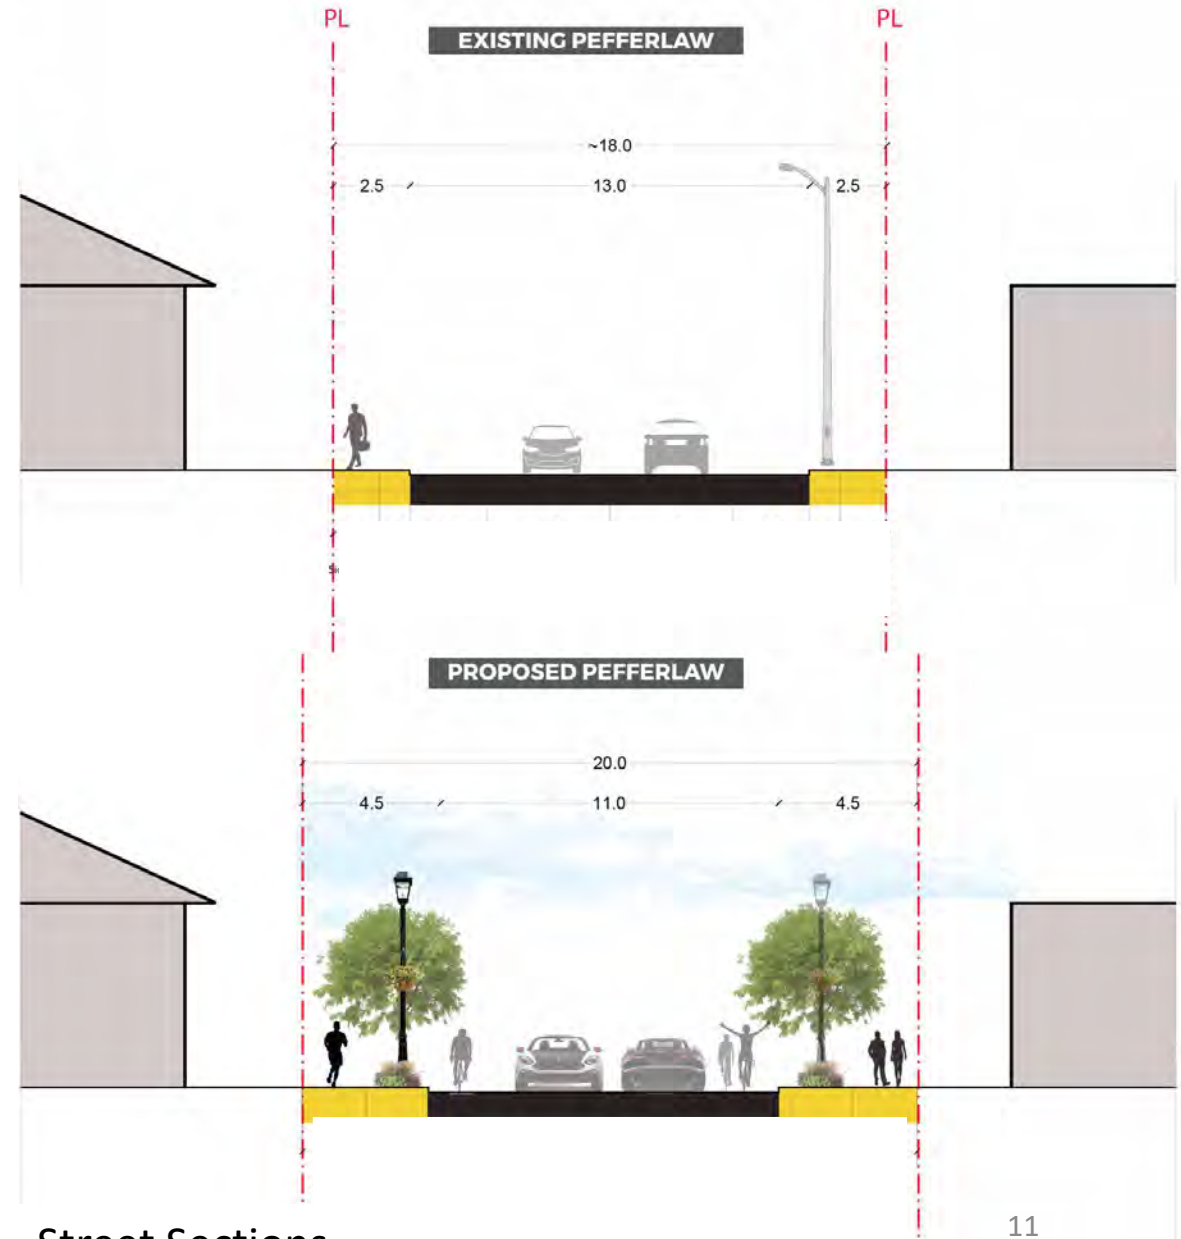 PL PL
EXISTING PEFFERLAW
~18.0
2.5 13.0 2.5
PROPOSED PEFFERLAW
20.0
4.5 11.0 4.5
11
Street Sections